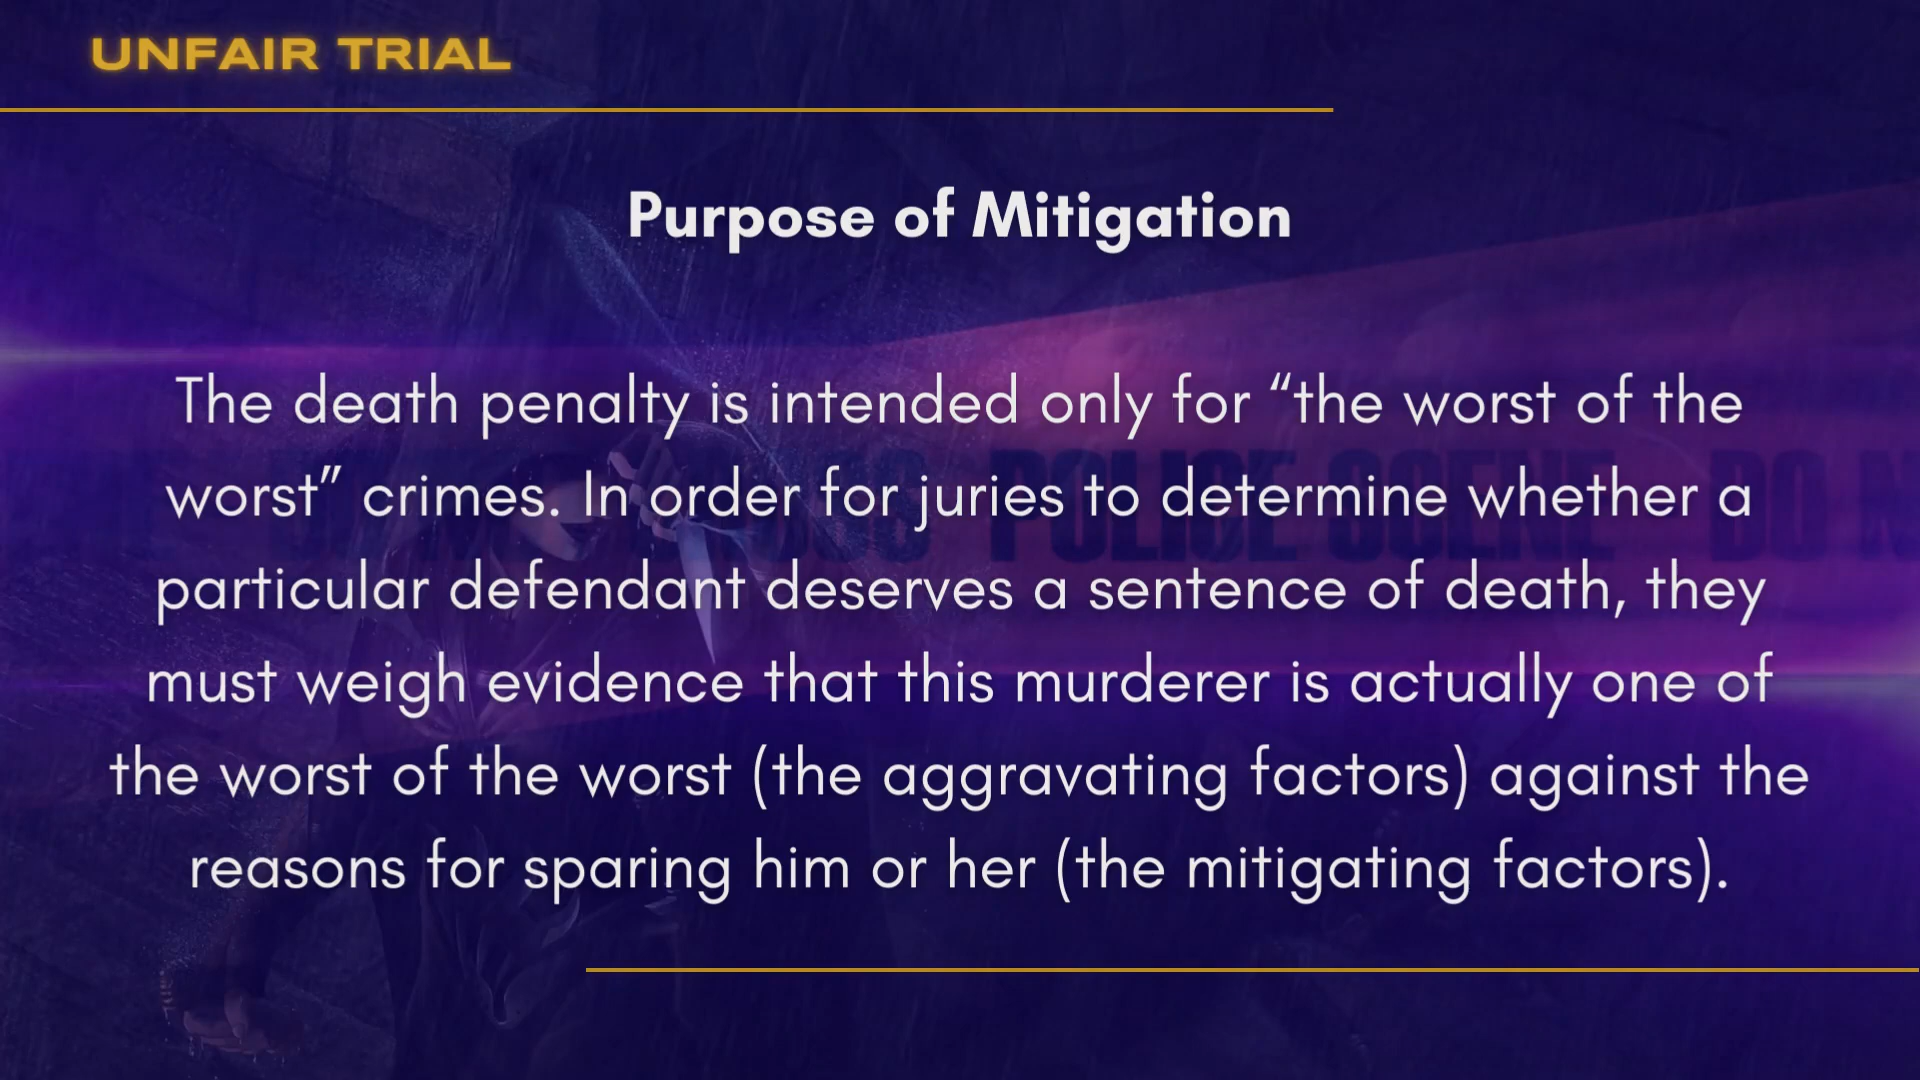 UNFAIR TRIAL
Purpose of Mitigation
The death penalty is intended only for “the worst of the
worst” crimes. In order for juries to determine whether a
particular defendant deserves a sentence of death, they
must weigh evidence that this murderer is actually one of
the worst of the worst (the aggravating factors) against the
reasons for sparing him or her (the mitigating factors).
POLICE SCENE DO N